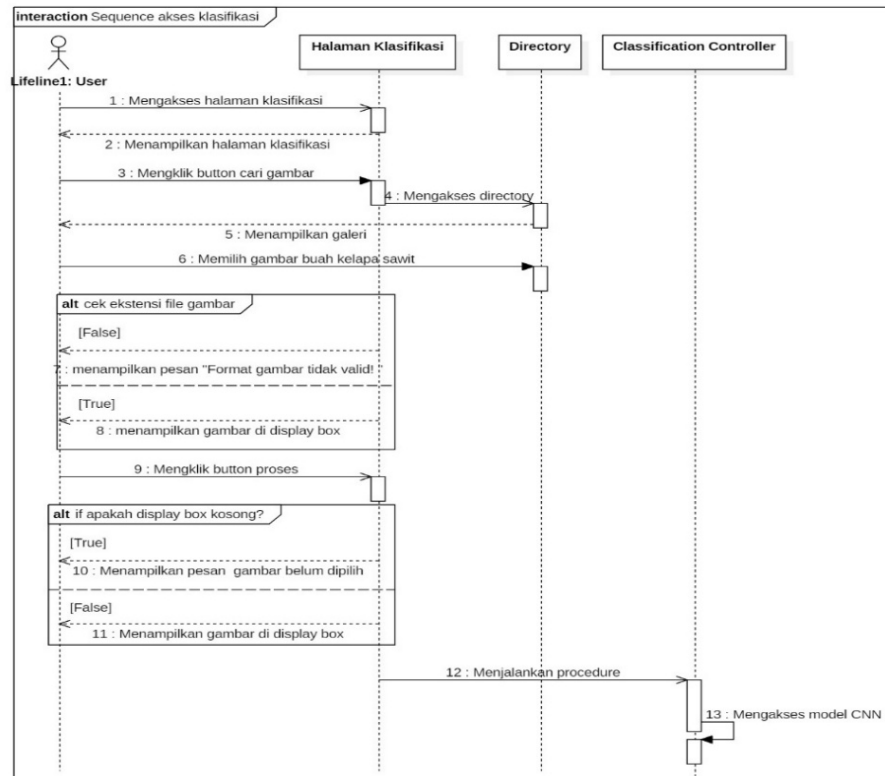 interaction Sequence akses klasifikasi
Halaman Klasifikasi
Directory
Classification Controller
Lifeline1: User
1 : Mengakses halaman klasifikasi
2 : Menampilkan halaman klasifikasi
3 : Mengklik button cari gambar
4 : Mengakses directory
5 : Menampilkan galeri
6 : Memilih gambar buah kelapa sawit
alt cek ekstensi file gambar
[False]
7 : menampilkan pesan "Format gambar tidak valid! "
[True]
8 : menampilkan gambar di display box
9 : Mengklik button proses
alt if apakah display box kosong?
[True]
10 : Menampilkan pesan gambar belum dipilih
[False]
11 : Menampilkan gambar di display box
12 : Menjalankan procedure
13 : Mengakses model CNN